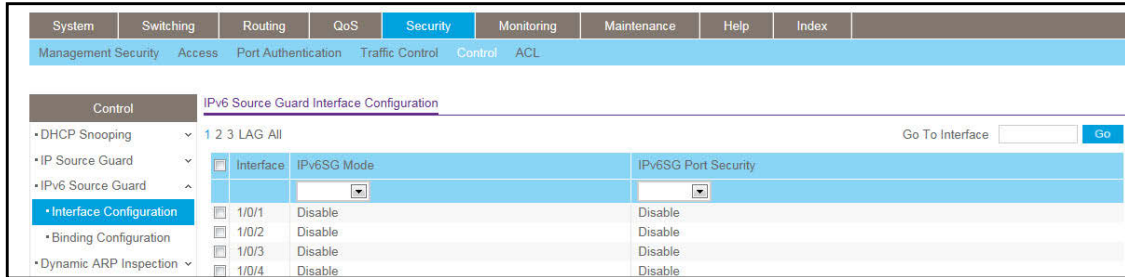 System Switching Routing QoS Security Monitoring Maintenance Help Index
Management Security Access Port Authentication Traffic Control Control ACL
Control
• DHCP Snooping
• IP Source Guard
• IPv6 Source Guard
• Interface Configuration
• Binding Configuration
• Dynamic ARP Inspection
IPv6 Source Guard Interface Configuration
1 2 3 LAG All Go To Interface Go
Interface IPv6SG Mode IPv6SG Port Security
1/0/1 Disable Disable
1/0/2 Disable Disable
1/0/3 Disable Disable
1/0/4 Disable Disable